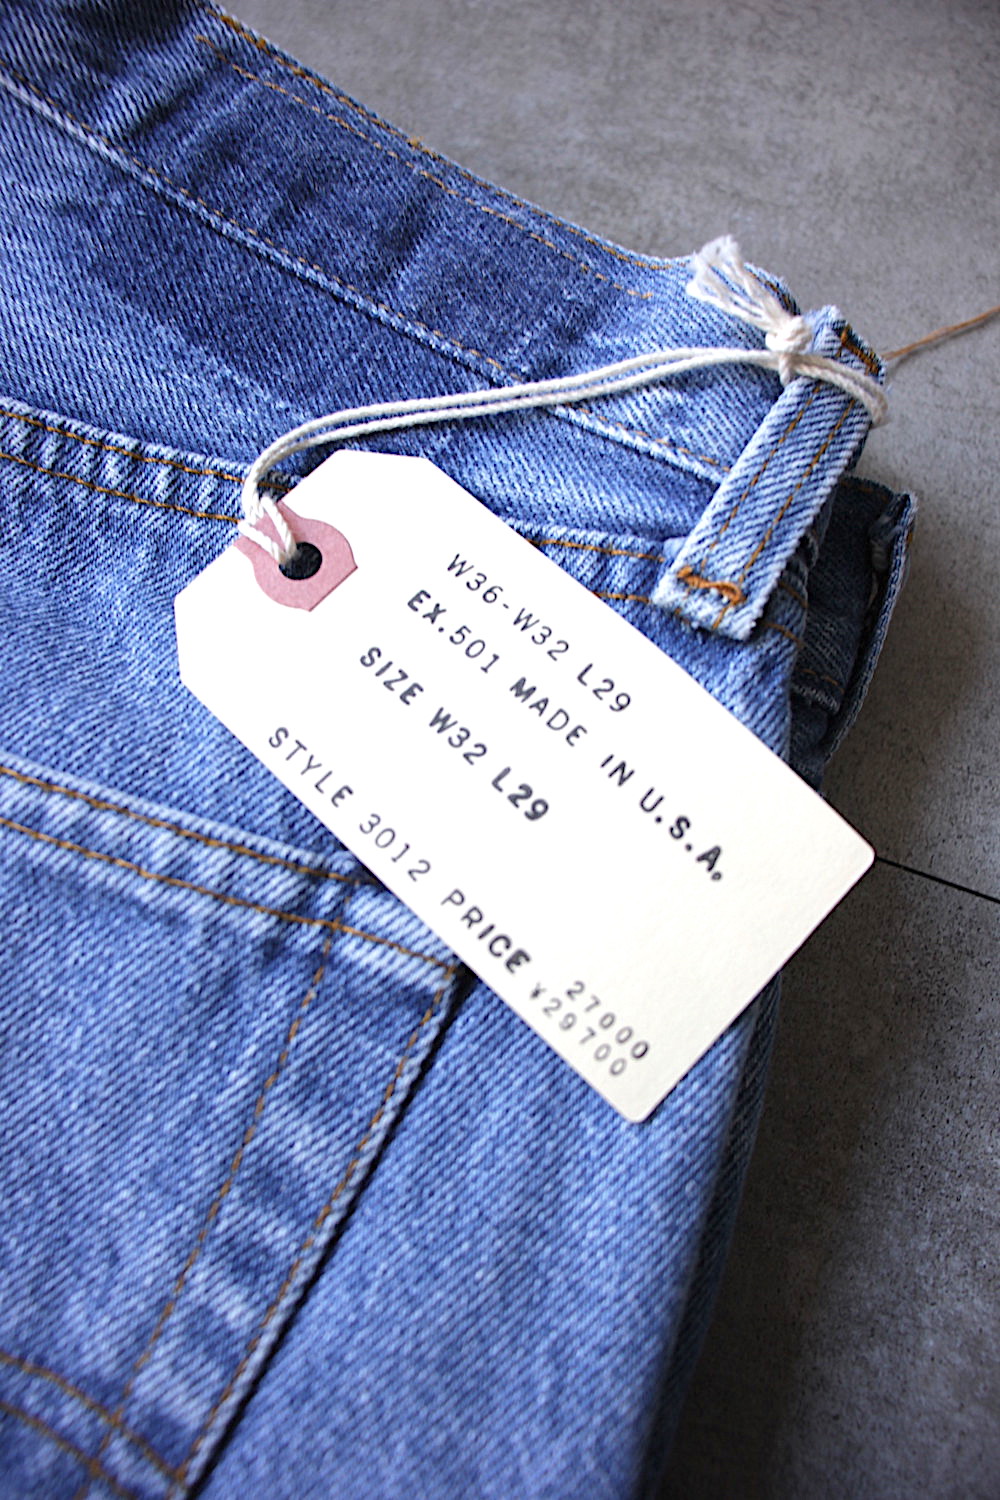 W36-W32 L29
EX.501 MADE IN U.S.A.
SIZE W32 L29
STYLE 3012 PRICE 27000
¥29700